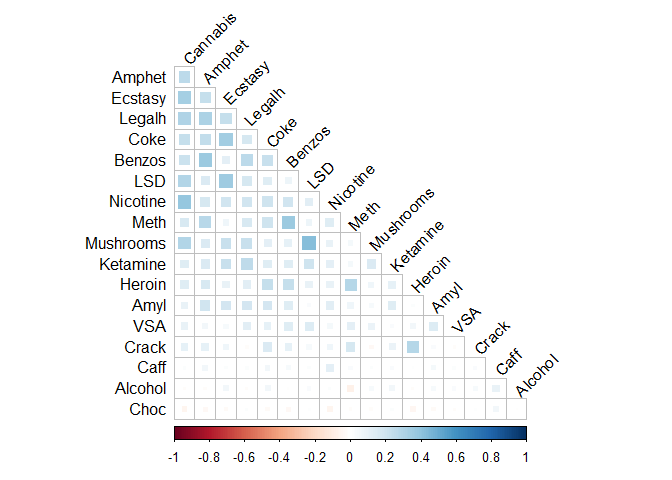 Cannabis
Amphet
Ecstasy
Legalh
Coke
Benzos
LSD
Nicotine
Meth
Mushrooms
Ketamine
Heroin
Amyl
VSA
Crack
Caff
Alcohol
Amphet
Ecstasy
Legalh
Coke
Benzos
LSD
Nicotine
Meth
Mushrooms
Ketamine
Heroin
Amyl
VSA
Crack
Caff
Alcohol
Choc
-1 -0.8 -0.6 -0.4 -0.2 0 0.2 0.4 0.6 0.8 1